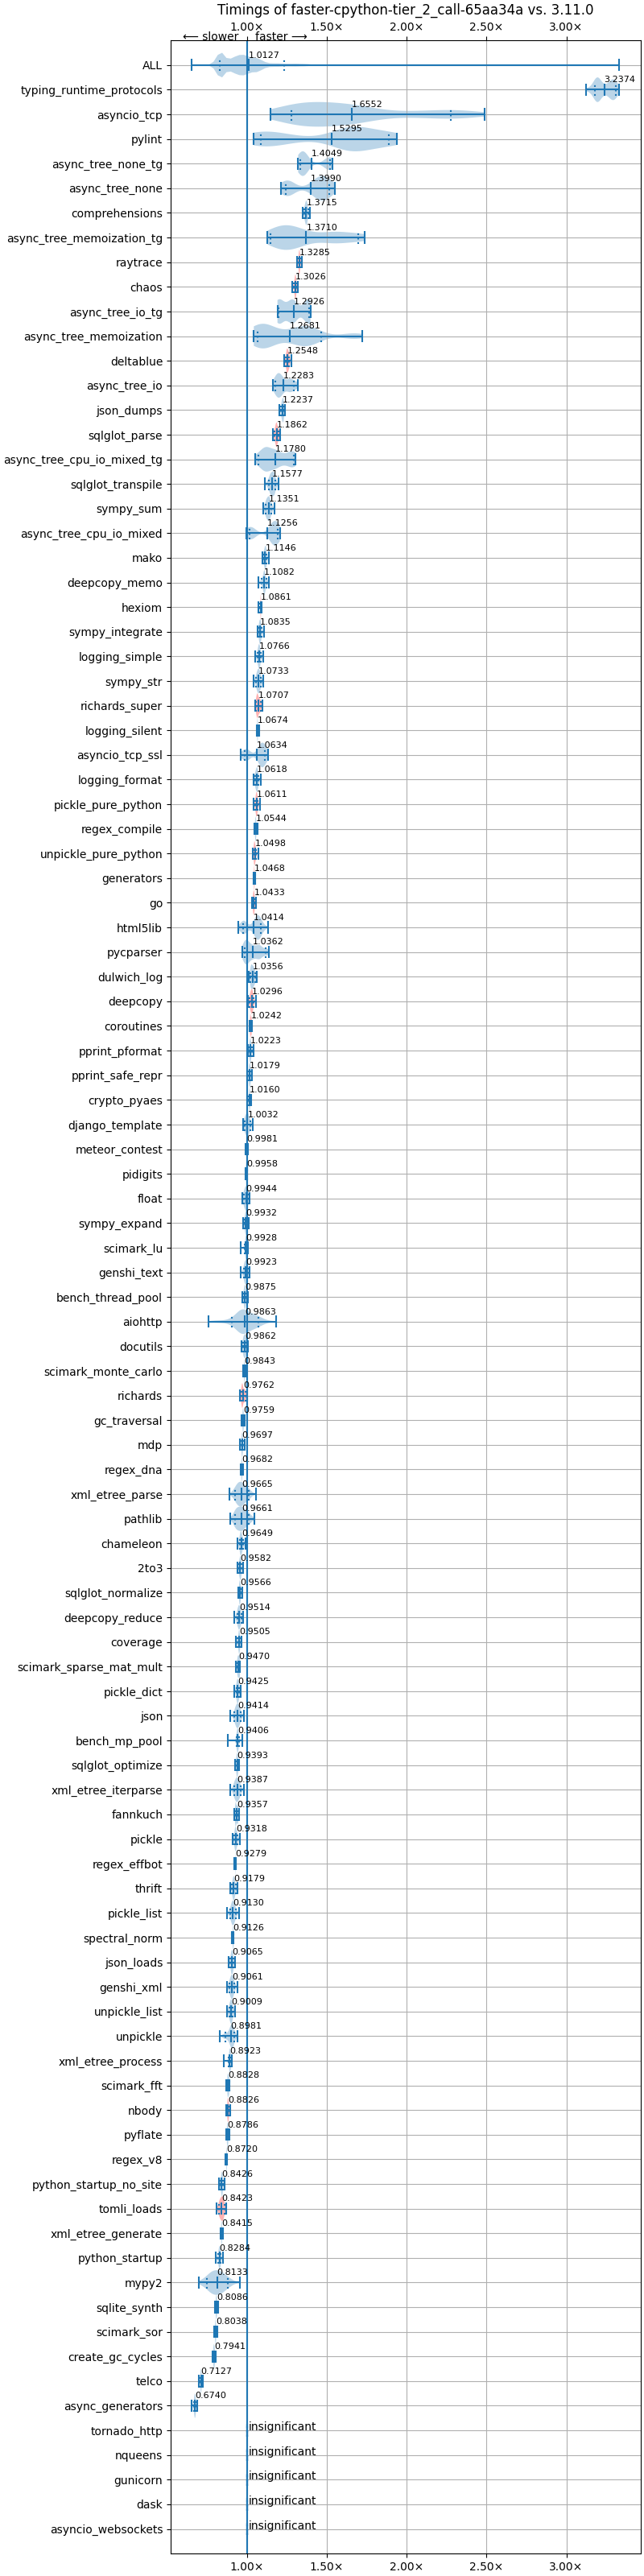 Timings of faster-cpython-tier_2_call-65aa34a vs. 3.11.0
1.00× 1.50× 2.00× 2.50× 3.00×
⟵ slower faster ⟶
ALL 1.0127
typing_runtime_protocols 3.2374
asyncio_tcp 1.6552
pylint 1.5295
async_tree_none_tg 1.4049
async_tree_none 1.3990
comprehensions 1.3715
async_tree_memoization_tg 1.3710
raytrace 1.3285
chaos 1.3026
async_tree_io_tg 1.2926
async_tree_memoization 1.2681
deltablue 1.2548
async_tree_io 1.2283
json_dumps 1.2237
sqlglot_parse 1.1862
async_tree_cpu_io_mixed_tg 1.1780
sqlglot_transpile 1.1577
sympy_sum 1.1351
async_tree_cpu_io_mixed 1.1256
mako 1.1146
deepcopy_memo 1.1082
hexiom 1.0861
sympy_integrate 1.0835
logging_simple 1.0766
sympy_str 1.0733
richards_super 1.0707
logging_silent 1.0674
asyncio_tcp_ssl 1.0634
logging_format 1.0618
pickle_pure_python 1.0611
regex_compile 1.0544
unpickle_pure_python 1.0498
generators 1.0468
go 1.0433
html5lib 1.0414
pycparser 1.0362
dulwich_log 1.0356
deepcopy 1.0296
coroutines 1.0242
pprint_pformat 1.0223
pprint_safe_repr 1.0179
crypto_pyaes 1.0160
django_template 1.0032
meteor_contest 0.9981
pidigits 0.9958
float 0.9944
sympy_expand 0.9932
scimark_lu 0.9928
genshi_text 0.9923
bench_thread_pool 0.9875
aiohttp 0.9863
docutils 0.9862
scimark_monte_carlo 0.9843
richards 0.9762
gc_traversal 0.9759
mdp 0.9697
regex_dna 0.9682
xml_etree_parse 0.9665
pathlib 0.9661
chameleon 0.9649
2to3 0.9582
sqlglot_normalize 0.9566
deepcopy_reduce 0.9514
coverage 0.9505
scimark_sparse_mat_mult 0.9470
pickle_dict 0.9425
json 0.9414
bench_mp_pool 0.9406
sqlglot_optimize 0.9393
xml_etree_iterparse 0.9387
fannkuch 0.9357
pickle 0.9318
regex_effbot 0.9279
thrift 0.9179
pickle_list 0.9130
spectral_norm 0.9126
json_loads 0.9065
genshi_xml 0.9061
unpickle_list 0.9009
unpickle 0.8981
xml_etree_process 0.8923
scimark_fft 0.8828
nbody 0.8826
pyflate 0.8786
regex_v8 0.8720
python_startup_no_site 0.8426
tomli_loads 0.8423
xml_etree_generate 0.8415
python_startup 0.8284
mypy2 0.8133
sqlite_synth 0.8086
scimark_sor 0.8038
create_gc_cycles 0.7941
telco 0.7127
async_generators 0.6740
tornado_http insignificant
nqueens insignificant
gunicorn insignificant
dask insignificant
asyncio_websockets insignificant
1.00× 1.50× 2.00× 2.50× 3.00×